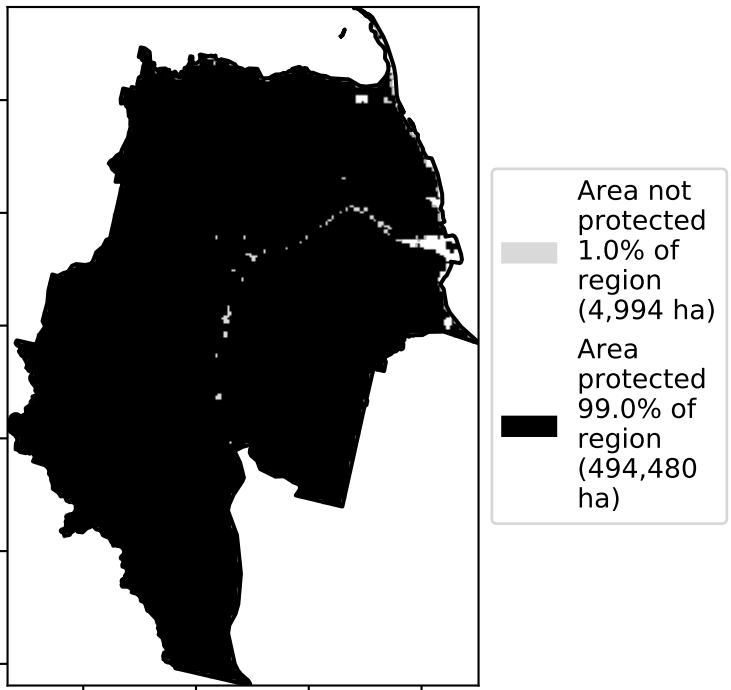 Area not
protected
1.0% of
region
(4,994 ha)
Area
protected
99.0% of
region
(494,480
ha)